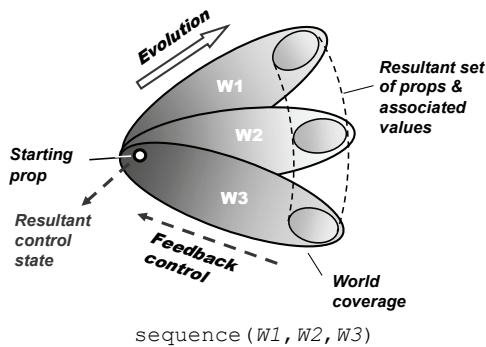 Evolution
W1
Resultant set
of props &
associated
values
W2
Starting
prop
W3
Resultant
control
state
Feedback
control
World
coverage
sequence(W1,W2,W3)